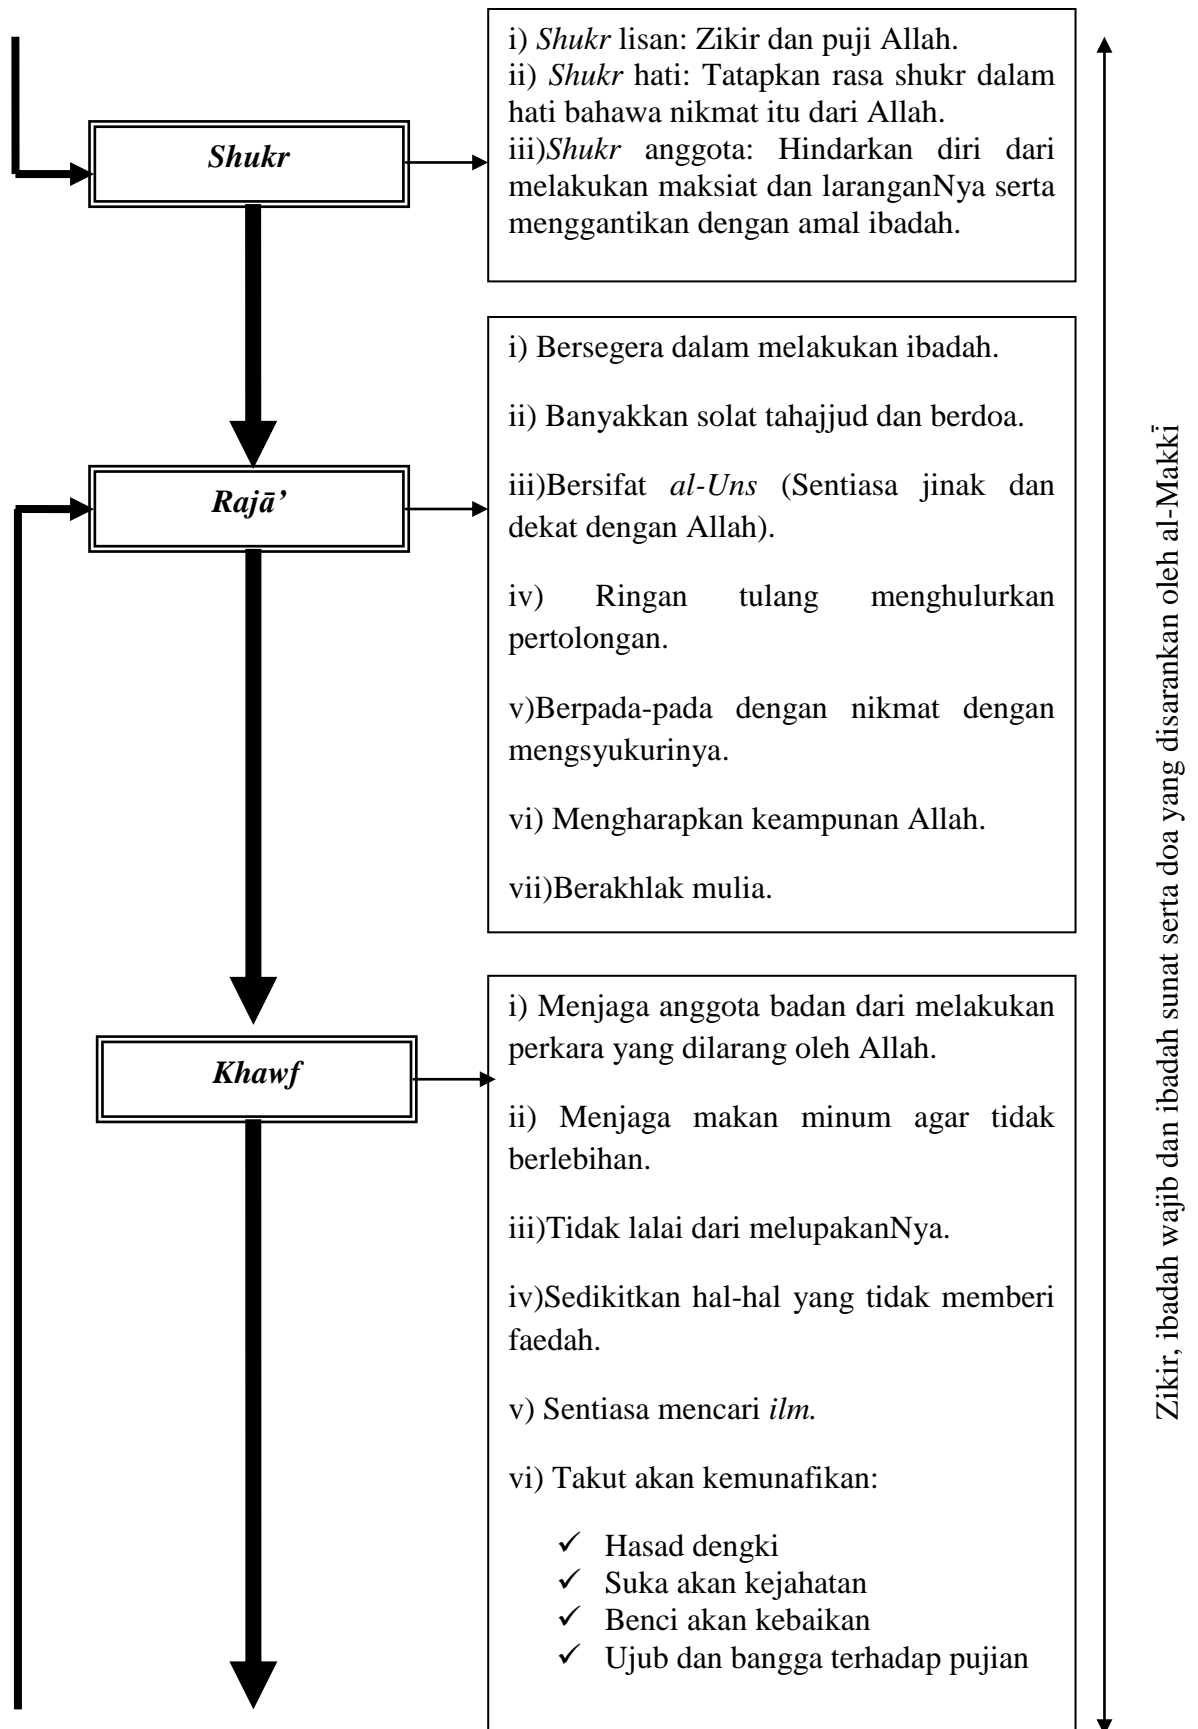 i) Shukr lisan: Zikir dan puji Allah.
ii) Shukr hati: Tatapkan rasa shukr dalam
hati bahawa nikmat itu dari Allah.
iii)Shukr anggota: Hindarkan diri dari
melakukan maksiat dan laranganNya serta
menggantikan dengan amal ibadah.
Shukr
i) Bersegera dalam melakukan ibadah.
ii) Banyakkan solat tahajjud dan berdoa.
iii)Bersifat al-Uns (Sentiasa jinak dan
dekat dengan Allah).
iv) Ringan tulang menghulurkan
pertolongan.
v)Berpada-pada dengan nikmat dengan
mengsyukurinya.
vi) Mengharapkan keampunan Allah.
vii)Berakhlak mulia.
Rajā’
i) Menjaga anggota badan dari melakukan
perkara yang dilarang oleh Allah.
ii) Menjaga makan minum agar tidak
berlebihan.
iii)Tidak lalai dari melupakanNya.
iv)Sedikitkan hal-hal yang tidak memberi
faedah.
v) Sentiasa mencari ilm.
vi) Takut akan kemunafikan:
✓ Hasad dengki
✓ Suka akan kejahatan
✓ Benci akan kebaikan
✓ Ujub dan bangga terhadap pujian
Khawf
Zikir, ibadah wajib dan ibadah sunat serta doa yang disarankan oleh al-Makkī